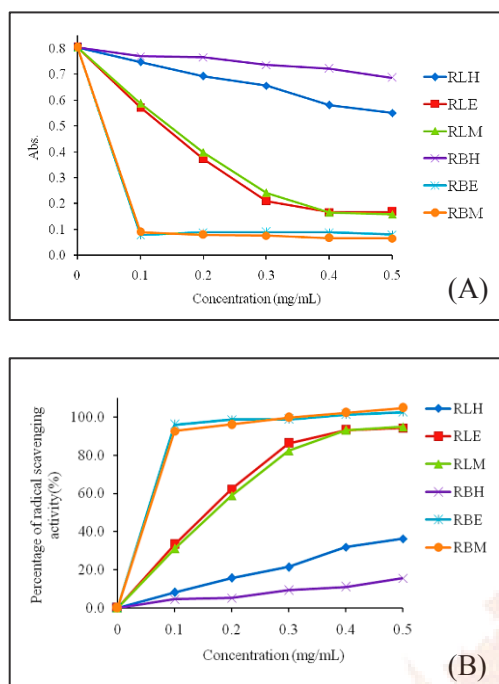 0.8
0.7
0.6
0.5
0.4
0.3
0.2
0.1
0.0
Abs.
0 0.1 0.2 0.3 0.4 0.5
Concentration (mg/mL)
RLH
RLE
RLM
RBH
RBE
RBM
(A)
100.0
80.0
60.0
40.0
20.0
0.0
Percentage of radical scavenging
activity(%)
0 0.1 0.2 0.3 0.4 0.5
Concentration (mg/mL)
RLH
RLE
RLM
RBH
RBE
RBM
(B)